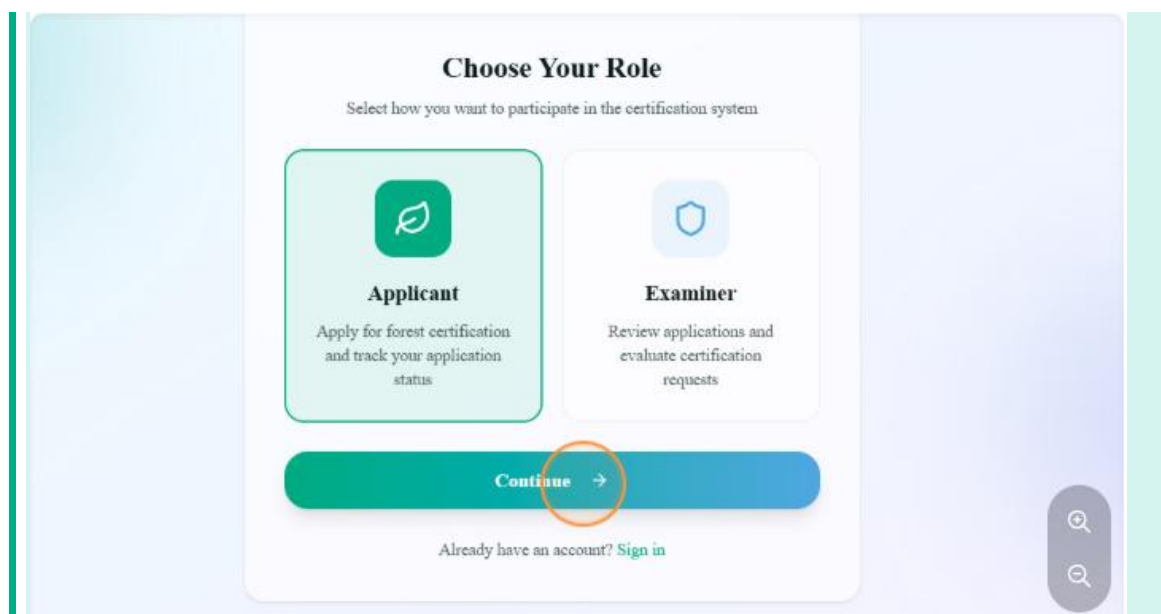 Choose Your Role
Select how you want to participate in the certification system
Applicant
Apply for forest certification
and track your application
status
Examiner
Review applications and
evaluate certification
requests
Continue →
Already have an account? Sign in